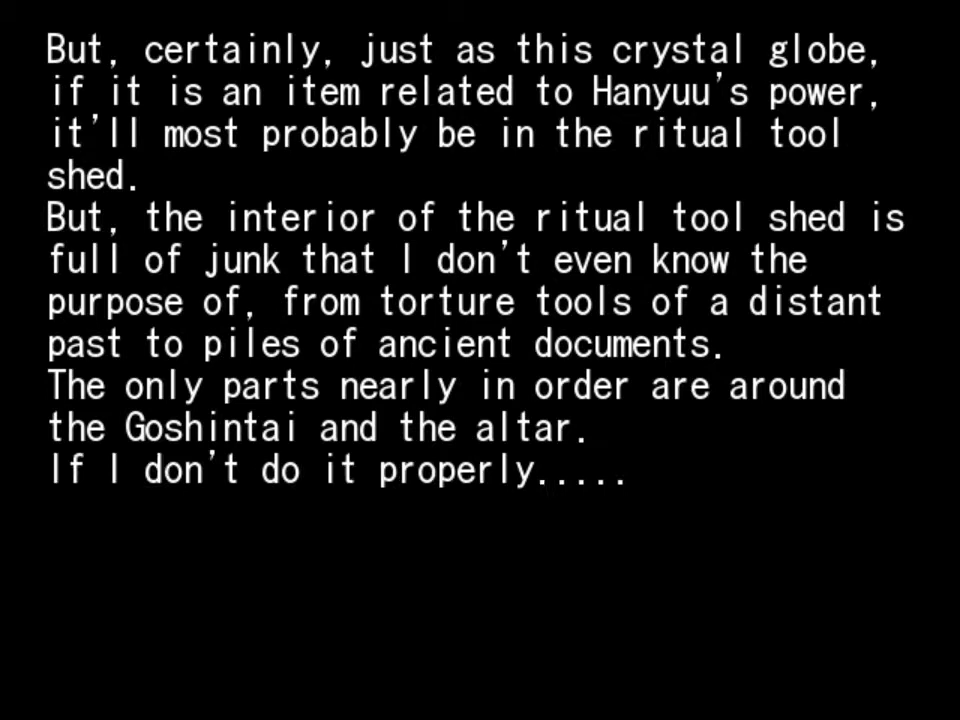 But, certainly, just as this crystal globe,
if it is an item related to Hanyuu's power,
it'll most probably be in the ritual tool
shed.
But, the interior of the ritual tool shed is
full of junk that I don't even know the
purpose of, from torture tools of a distant
past to piles of ancient documents.
The only parts nearly in order are around
the Goshintai and the altar.
If I don't do it properly.....